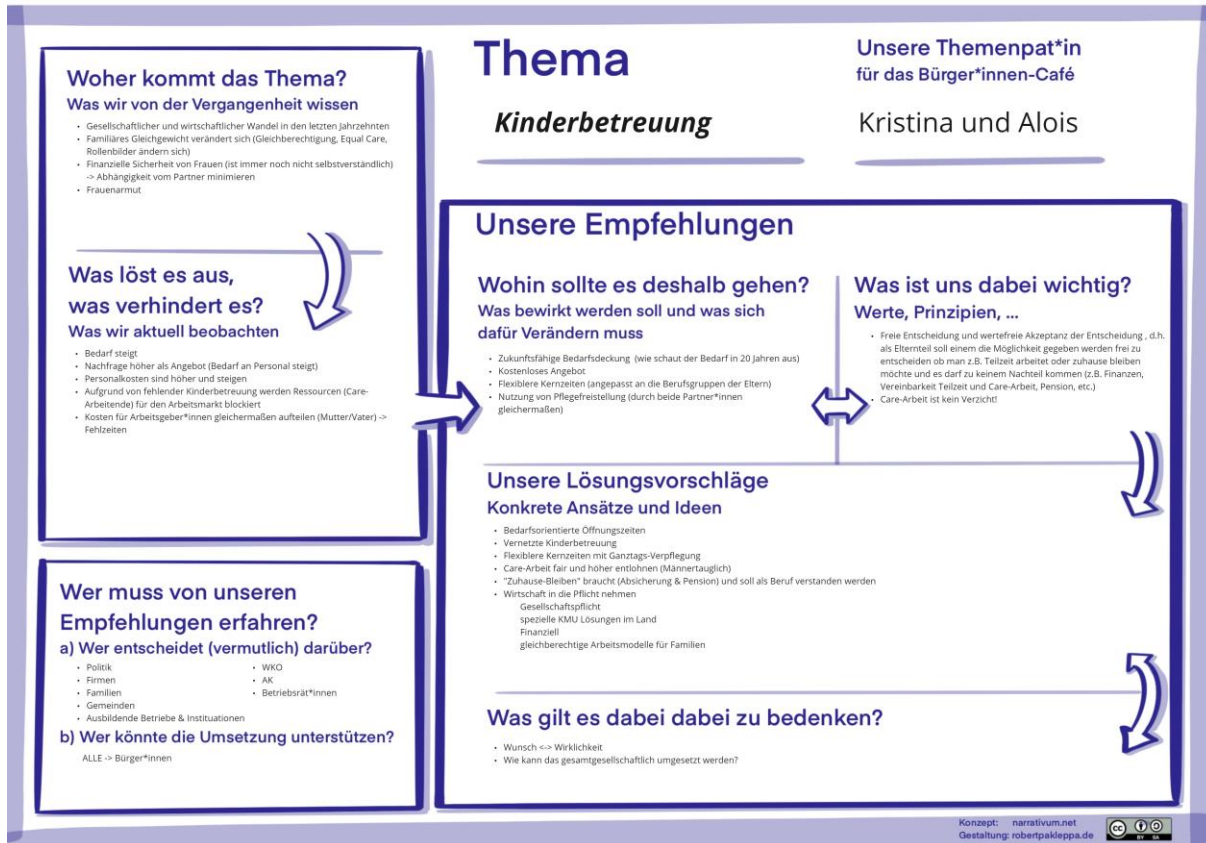 Thema
Kinderbetreuung
Unsere Themenpat*in
für das Bürger*innen-Café
Kristina und Alois
Woher kommt das Thema?
Was wir von der Vergangenheit wissen
• Gesellschaftlicher und wirtschaftlicher Wandel in den letzten Jahrzehnten
• Familiäres Gleichgewicht verändert sich (Gleichberechtigung, Equal Care,
Rollenbilder ändern sich)
• Finanzielle Sicherheit von Frauen (ist immer noch nicht selbstverständlich)
-> Abhängigkeit vom Partner minimieren
• Frauenarmut
Was löst es aus,
was verhindert es?
Was wir aktuell beobachten
• Bedarf steigt
• Nachfrage höher als Angebot (Bedarf an Personal steigt)
• Personalkosten sind höher und steigen
• Aufgrund von fehlender Kinderbetreuung werden Ressourcen (Care-
Arbeitende) für den Arbeitsmarkt blockiert
• Kosten für Arbeitsgeber*innen gleichermaßen aufteilen (Mutter/Vater) ->
Fehlzeiten
Wer muss von unseren
Empfehlungen erfahren?
a) Wer entscheidet (vermutlich) darüber?
• Politik
• Firmen
• Familien
• Gemeinden
• Ausbildende Betriebe & Instituationen
• WKO
• AK
• Betriebsrät*innen
b) Wer könnte die Umsetzung unterstützen?
ALLE -> Bürger*innen
Unsere Empfehlungen
Wohin sollte es deshalb gehen?
Was bewirkt werden soll und was sich
dafür Verändern muss
• Zukunftsfähige Bedarfsdeckung (wie schaut der Bedarf in 20 Jahren aus)
• Kostenloses Angebot
• Flexiblere Kernzeiten (angepasst an die Berufsgruppen der Eltern)
• Nutzung von Pflegefreistellung (durch beide Partner*innen
gleichermaßen)
Was ist uns dabei wichtig?
Werte, Prinzipien, ...
• Freie Entscheidung und wertefreie Akzeptanz der Entscheidung , d.h.
als Elternteil soll einem die Möglichkeit gegeben werden frei zu
entscheiden ob man z.B. Teilzeit arbeitet oder zuhause bleiben
möchte und es darf zu keinem Nachteil kommen (z.B. Finanzen,
Vereinbarkeit Teilzeit und Care-Arbeit, Pension, etc.)
• Care-Arbeit ist kein Verzicht!
Unsere Lösungsvorschläge
Konkrete Ansätze und Ideen
• Bedarfsorientierte Öffnungszeiten
• Vernetzte Kinderbetreuung
• Flexiblere Kernzeiten mit Ganztags-Verpflegung
• Care-Arbeit fair und höher entlohnen (Männertauglich)
• "Zuhause-Bleiben" braucht (Absicherung & Pension) und soll als Beruf verstanden werden
• Wirtschaft in die Pflicht nehmen
Gesellschaftspflicht
spezielle KMU Lösungen im Land
Finanziell
gleichberechtige Arbeitsmodelle für Familien
Was gilt es dabei dabei zu bedenken?
• Wunsch <-> Wirklichkeit
• Wie kann das gesamtgesellschaftlich umgesetzt werden?
Konzept: narrativum.net
Gestaltung: robertpakleppa.de
cc BY SA